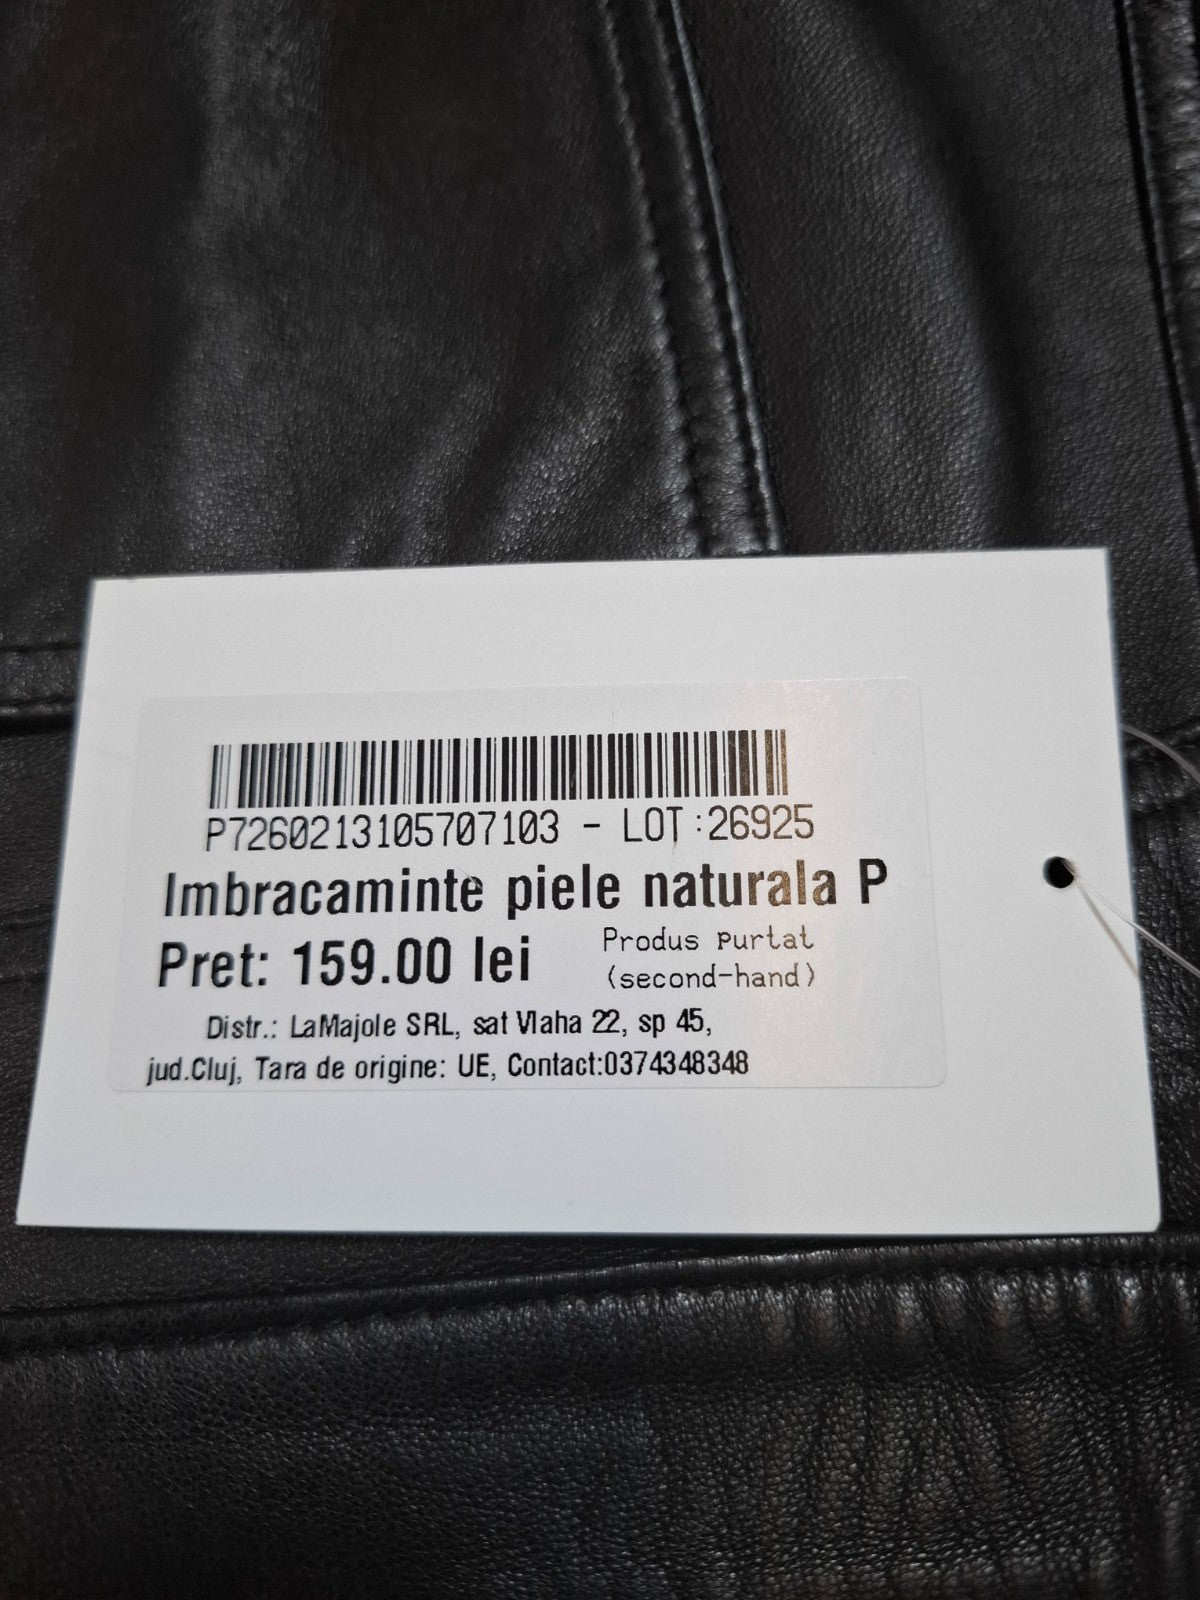 P7260213105707103 - LOT:26925
Imbracaminte piele naturala P
Pret: 159.00 lei
Produs purtat
(second-hand)
Distr.: LaMajole SRL, sat Vlaha 22, sp 45,
jud.Cluj, Tara de origine: UE, Contact:0374348348